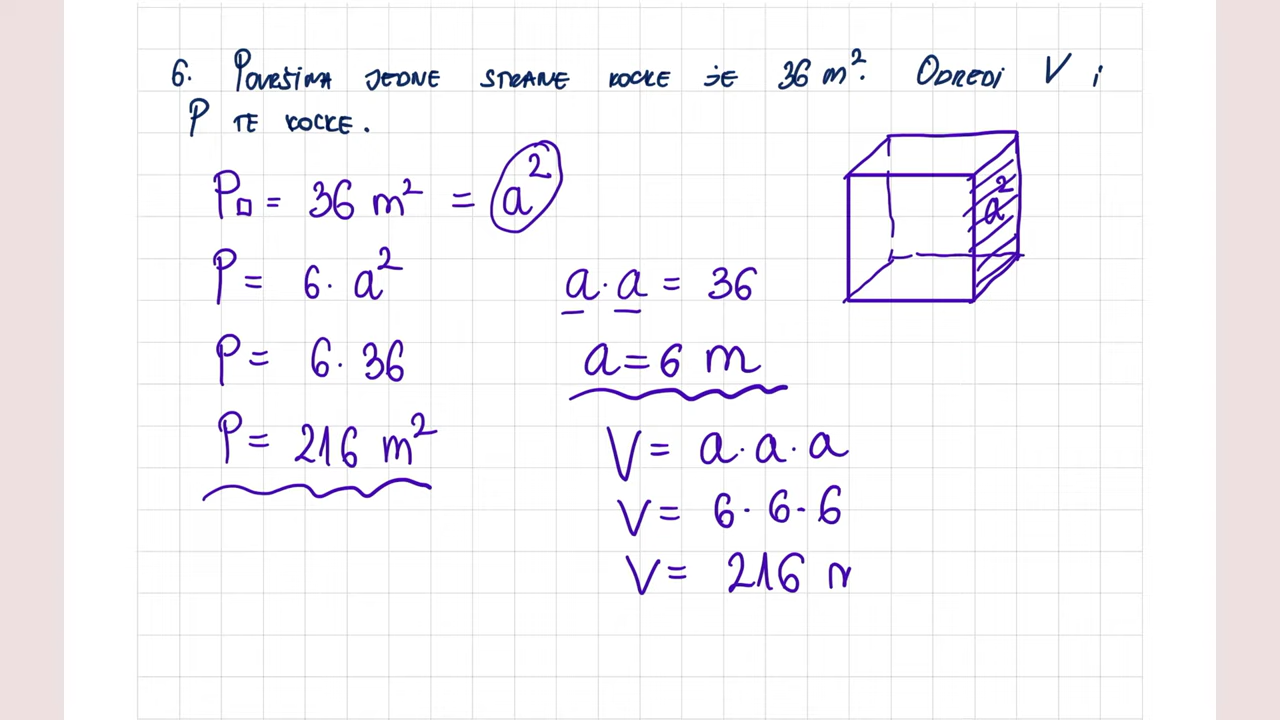 6. Površina jedne strane kocke je 36 m². Odredi V i
P te kocke.
P□ = 36 m² = a²
P = 6 · a²
P = 6 · 36
P = 216 m²
a · a = 36
a = 6 m
V = a · a · a
V = 6 · 6 · 6
V = 216 m
a²